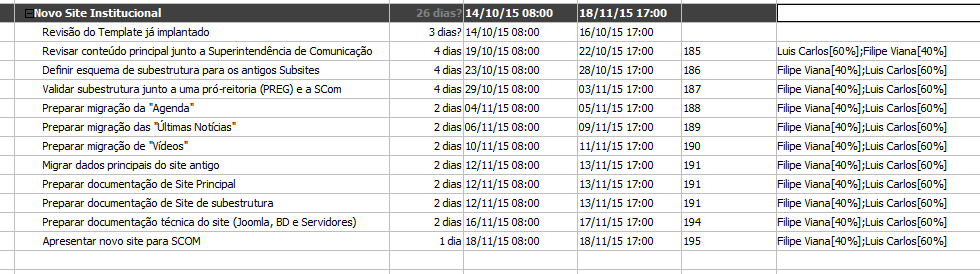 Novo Site Institucional 26 dias? 14/10/15 08:00 18/11/15 17:00
Revisão do Template já implantado 3 dias? 14/10/15 08:00 16/10/15 17:00
Revisar conteúdo principal junto a Superintendência de Comunicação 4 dias 19/10/15 08:00 22/10/15 17:00 185 Luis Carlos[60%];Filipe Viana[40%]
Definir esquema de subestrutura para os antigos Subsites 4 dias 23/10/15 08:00 28/10/15 17:00 186 Filipe Viana[40%];Luis Carlos[60%]
Validar subestrutura junto a uma pró-reitoria (PREG) e a SCom 4 dias 29/10/15 08:00 03/11/15 17:00 187 Filipe Viana[40%];Luis Carlos[60%]
Preparar migração da "Agenda" 2 dias 04/11/15 08:00 05/11/15 17:00 188 Filipe Viana[40%];Luis Carlos[60%]
Preparar migração das "Últimas Notícias" 2 dias 06/11/15 08:00 09/11/15 17:00 189 Filipe Viana[40%];Luis Carlos[60%]
Preparar migração de "Vídeos" 2 dias 10/11/15 08:00 11/11/15 17:00 190 Filipe Viana[40%];Luis Carlos[60%]
Migrar dados principais do site antigo 2 dias 12/11/15 08:00 13/11/15 17:00 191 Filipe Viana[40%];Luis Carlos[60%]
Preparar documentação de Site Principal 2 dias 12/11/15 08:00 13/11/15 17:00 191 Filipe Viana[40%];Luis Carlos[60%]
Preparar documentação de Site de subestrutura 2 dias 12/11/15 08:00 13/11/15 17:00 191 Filipe Viana[40%];Luis Carlos[60%]
Preparar documentação técnica do site (Joomla, BD e Servidores) 2 dias 16/11/15 08:00 17/11/15 17:00 194 Filipe Viana[40%];Luis Carlos[60%]
Apresentar novo site para SCOM 1 dia 18/11/15 08:00 18/11/15 17:00 195 Filipe Viana[40%];Luis Carlos[60%]